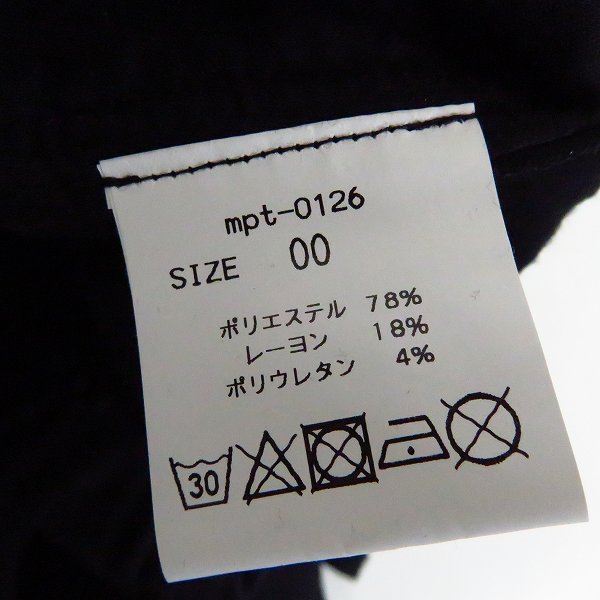 mpt-0126
SIZE 00
ポリエステル 78%
レーヨン 18%
ポリウレタン 4%
30